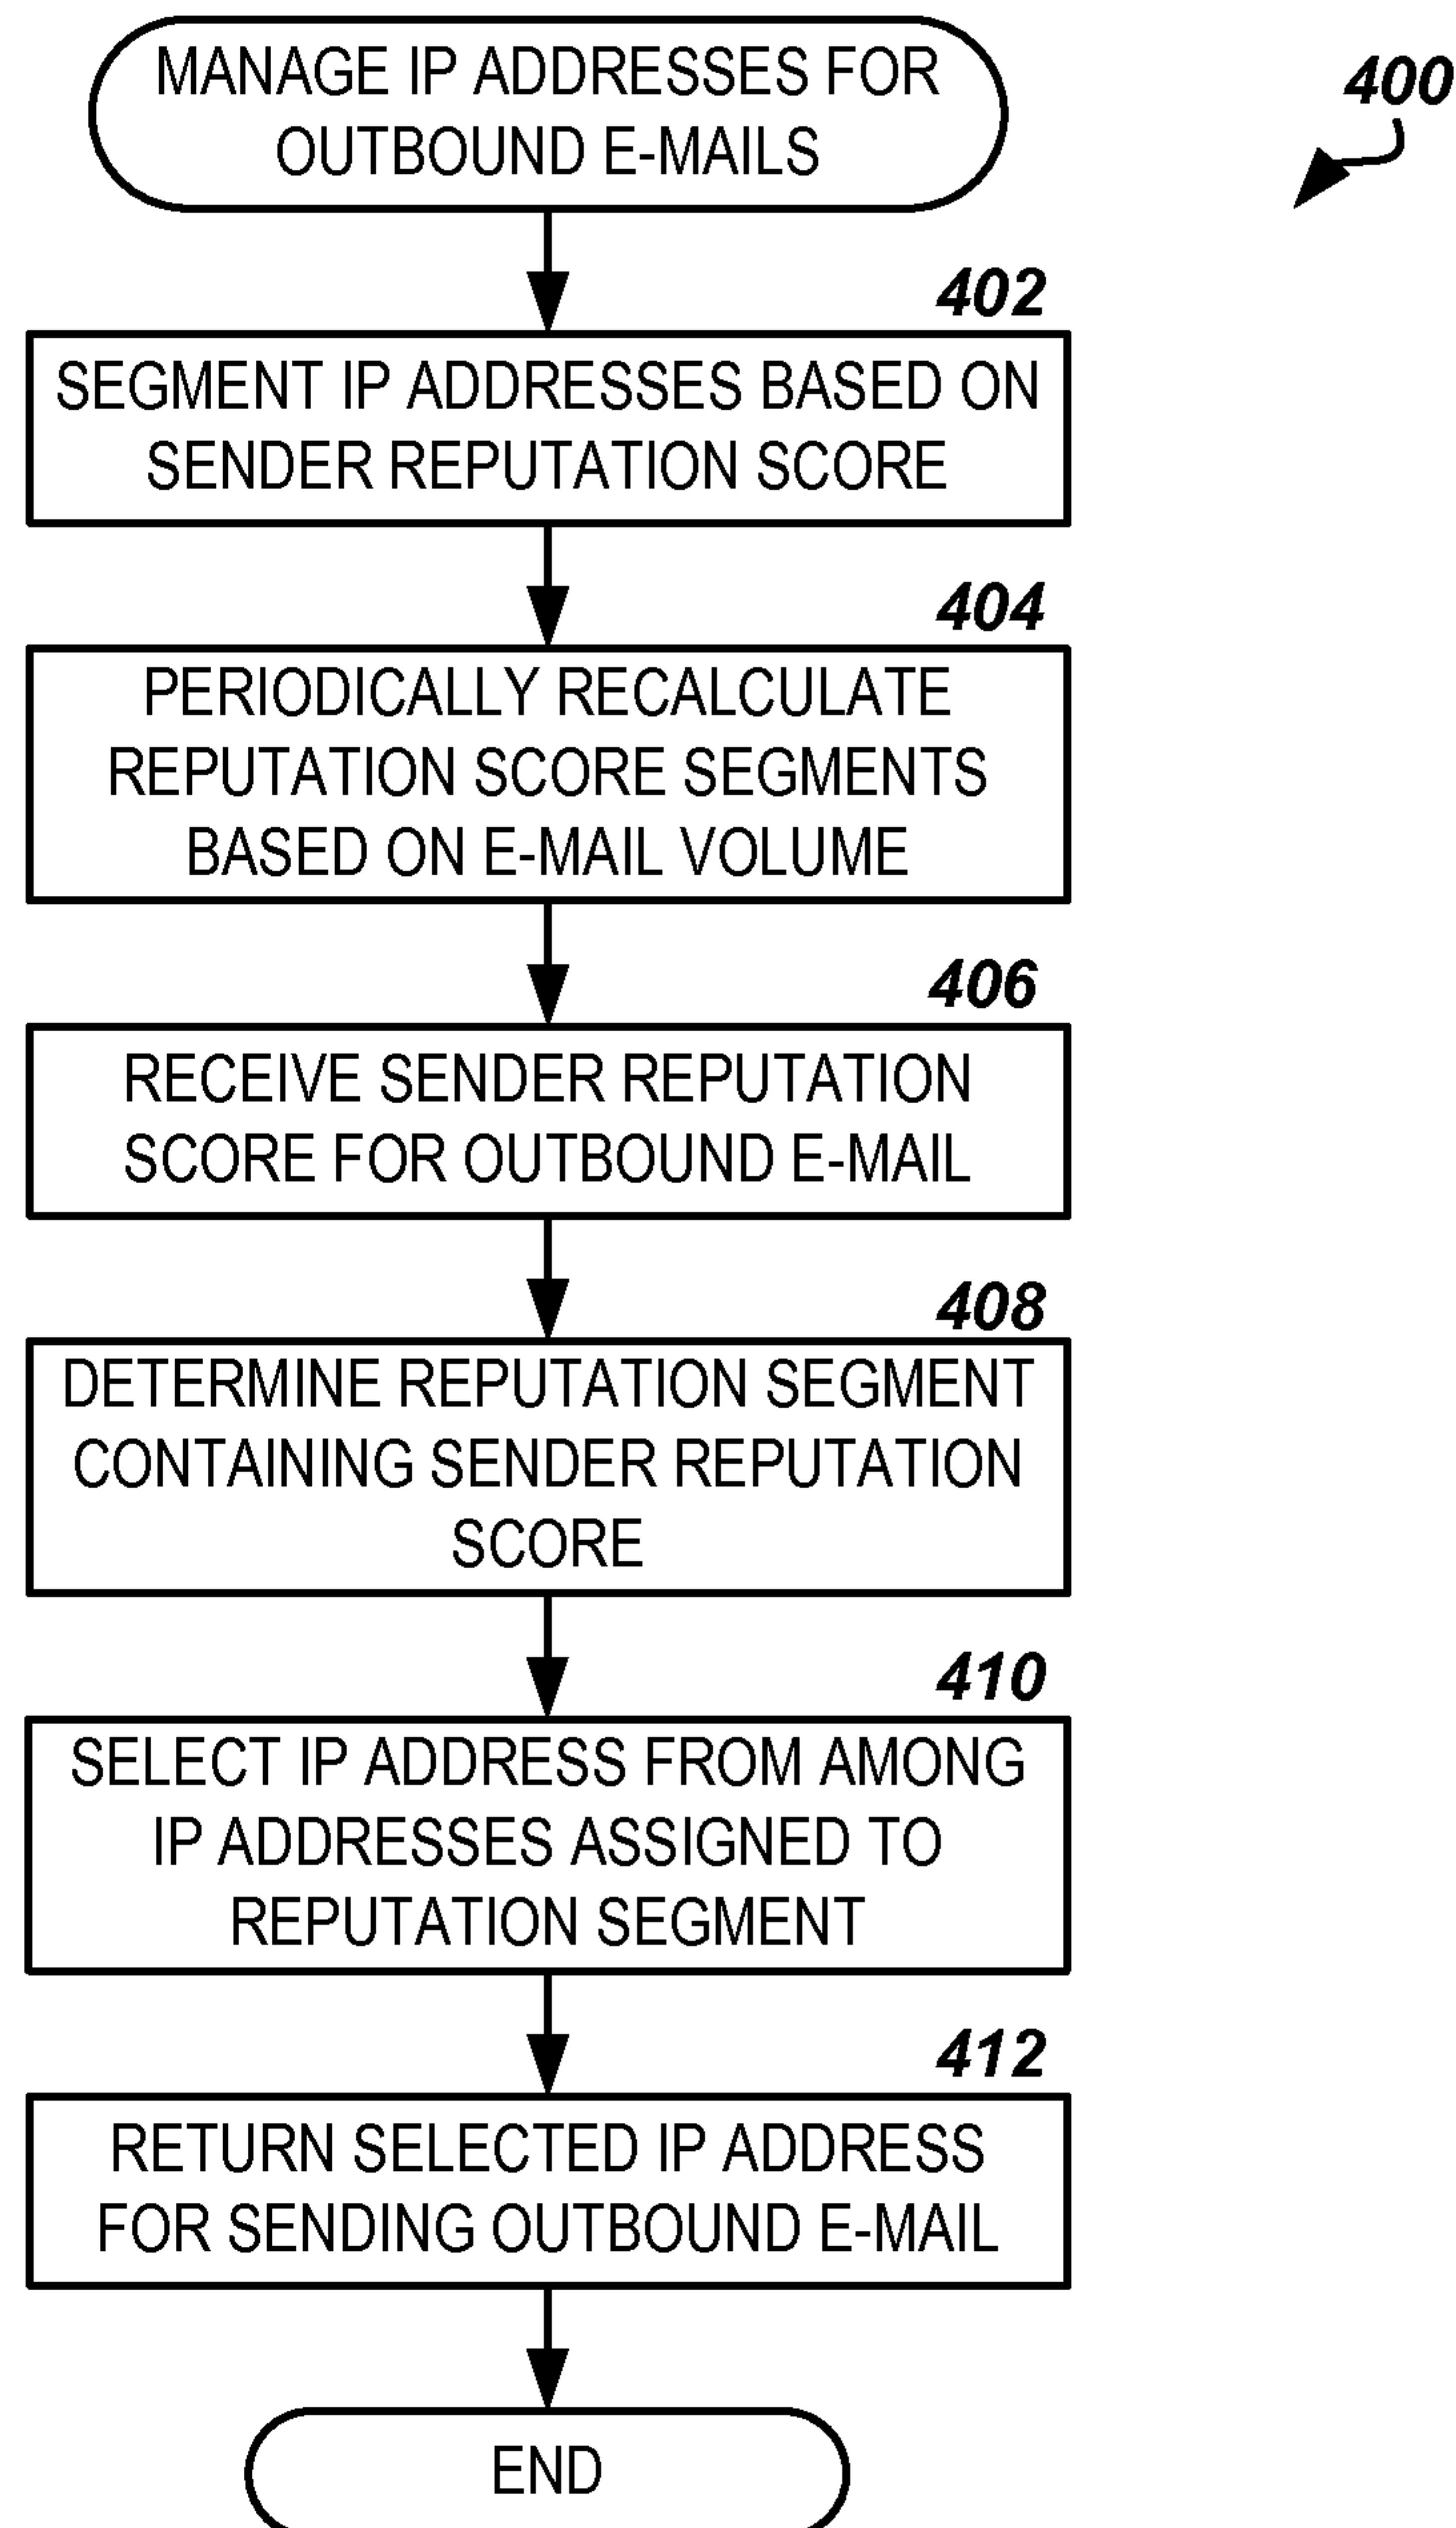 MANAGE IP ADDRESSES FOR
OUTBOUND E-MAILS
400
402
SEGMENT IP ADDRESSES BASED ON
SENDER REPUTATION SCORE
404
PERIODICALLY RECALCULATE
REPUTATION SCORE SEGMENTS
BASED ON E-MAIL VOLUME
406
RECEIVE SENDER REPUTATION
SCORE FOR OUTBOUND E-MAIL
408
DETERMINE REPUTATION SEGMENT
CONTAINING SENDER REPUTATION
SCORE
410
SELECT IP ADDRESS FROM AMONG
IP ADDRESSES ASSIGNED TO
REPUTATION SEGMENT
412
RETURN SELECTED IP ADDRESS
FOR SENDING OUTBOUND E-MAIL
END